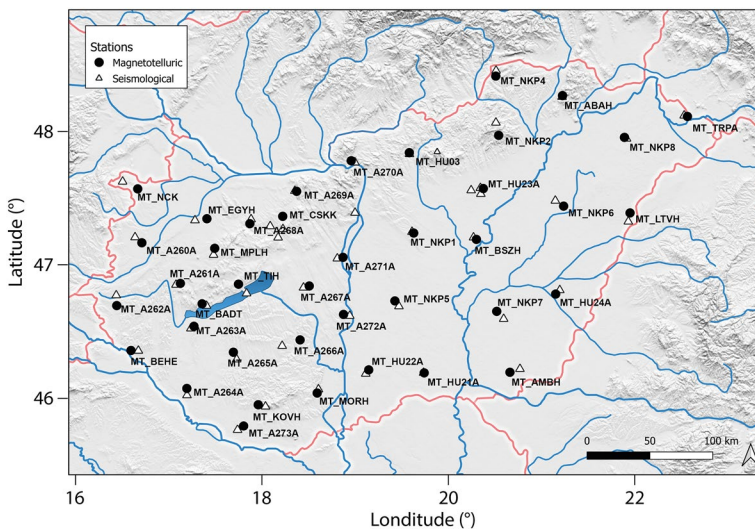 Stations
Magnetotelluric
Seismological
MT_NKP4
MT_ABAH
MT_TRPA
48
MT_NKP2
MT_NKP8
MT_HU03
MT_A270A
MT_NCK
MT_A269A
MT_HU23A
MT_EGYH
MT_CSKK
MT_NKP6
MT_LTVH
MT_A268A
MT_A260A
MT_MPLH
MT_NKP1
MT_BSZH
47
MT_A271A
MT_A261A
MT_TIH
MT_A262A
MT_BADT
MT_A267A
MT_NKP5
MT_NKP7
MT_HU24A
MT_A263A
MT_A272A
MT_BEHE
MT_A265A
MT_A266A
MT_HU22A
MT_HU21A
MT_AMBH
46
MT_A264A
MT_MORH
MT_KOVH
MT_A273A
0 50 100 km
16 18 20 22
Londitude (°)
Latitude (°)